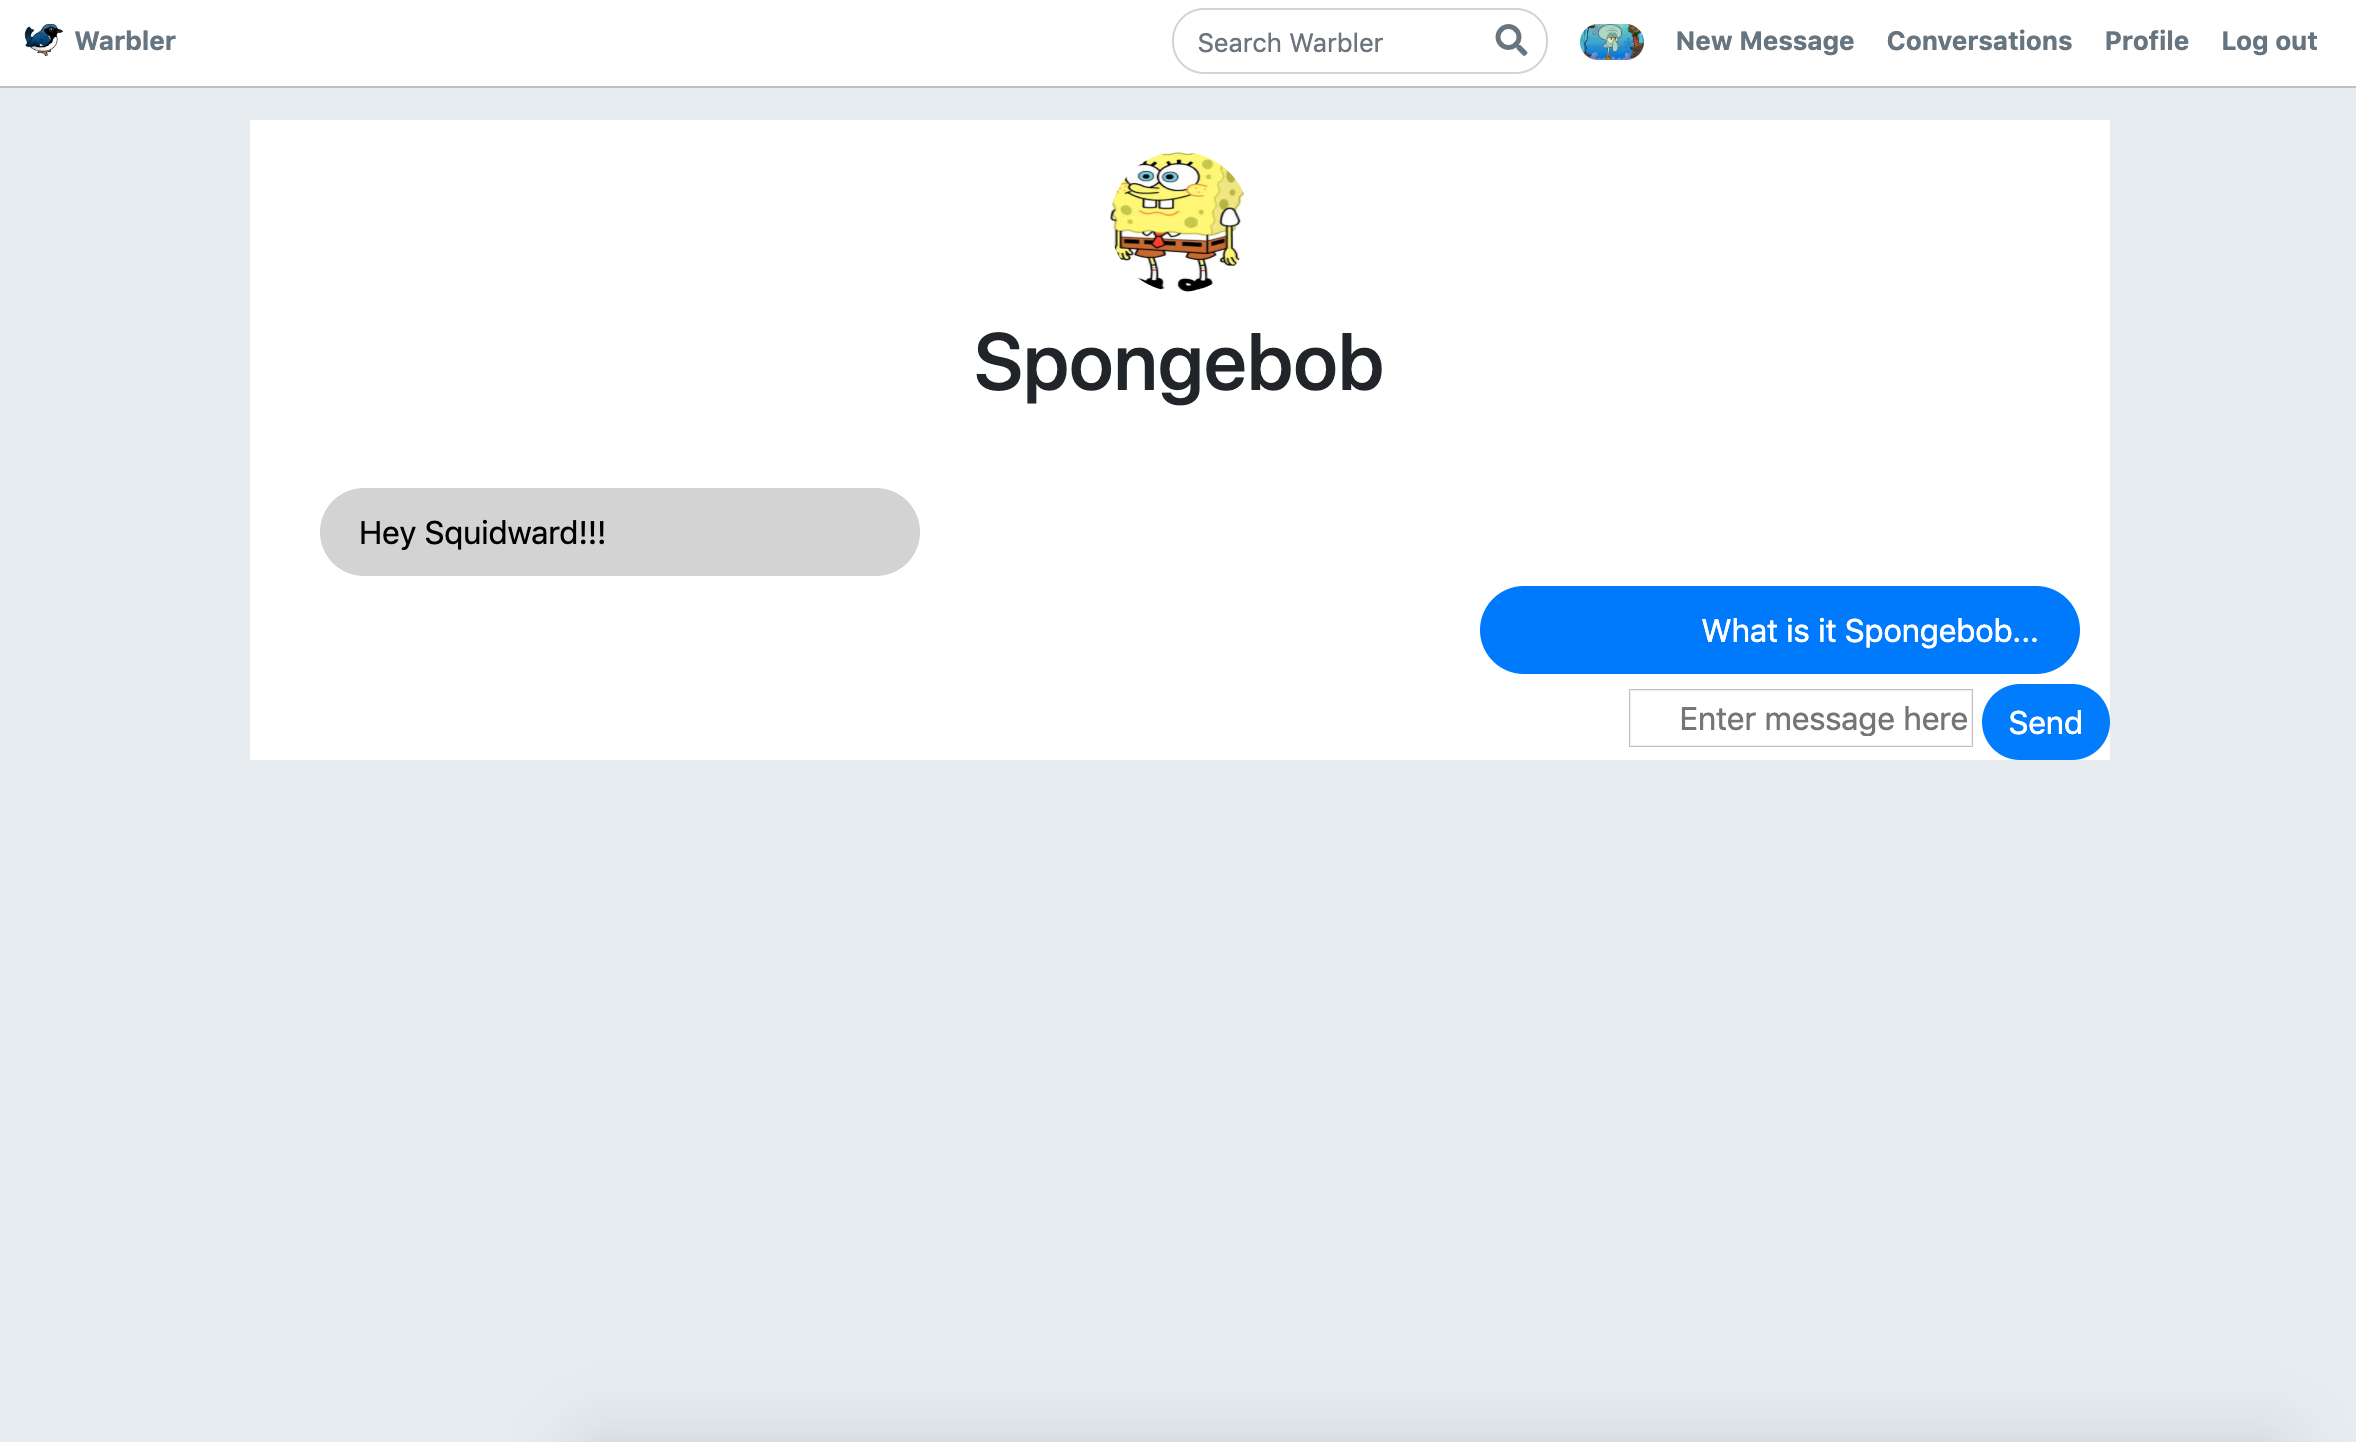 Warbler
Search Warbler
New Message
Conversations
Profile
Log out
Spongebob
Hey Squidward!!!
What is it Spongebob...
Enter message here
Send